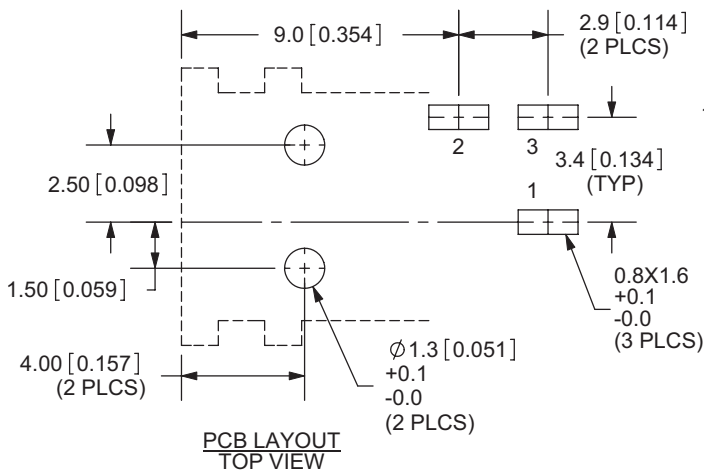 9.0 [0.354]
2.9 [0.114]
(2 PLCS)
2
3
2.50 [0.098]
3.4 [0.134]
(TYP)
1
1.50 [0.059]
0.8X1.6
+0.1
-0.0
(3 PLCS)
4.00 [0.157]
(2 PLCS)
Ø1.3 [0.051]
+0.1
-0.0
(2 PLCS)
PCB LAYOUT
TOP VIEW